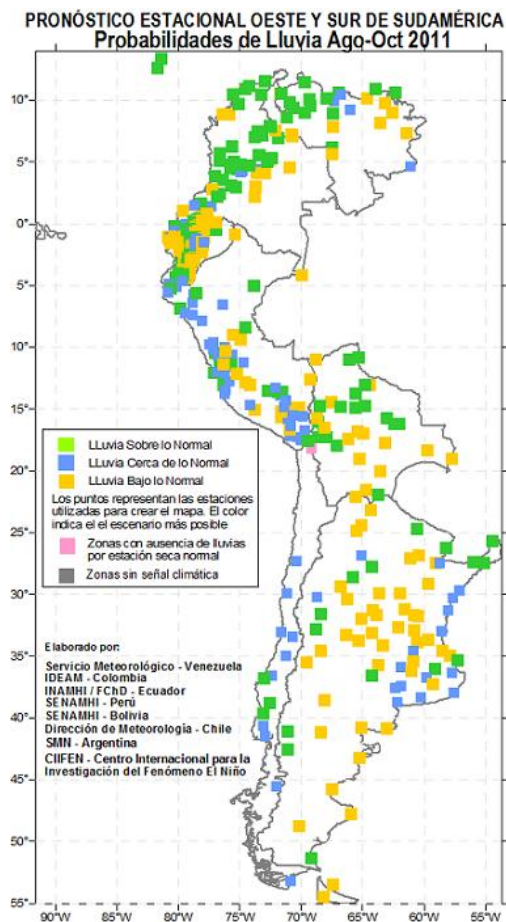 PRONÓSTICO ESTACIONAL OESTE Y SUR DE SUDAMÉRICA
Probabilidades de Lluvia Ago-Oct 2011
10°
5°
0°
5°
10°
15°
20°
25°
30°
35°
40°
45°
50°
55°
90°W
85°W
80°W
75°W
70°W
65°W
60°W
55°W
LLuvia Sobre lo Normal
LLuvia Cerca de lo Normal
LLuvia Bajo lo Normal
Los puntos representan las estaciones
utilizadas para crear el mapa. El color
indica el el escenario más posible
Zonas con ausencia de lluvias
por estación seca normal
Zonas sin señal climática
Elaborado por:
Servicio Meteorológico - Venezuela
IDEAM - Colombia
INAMHI / FChD - Ecuador
SENAMHI - Perú
SENAMHI - Bolivia
Dirección de Meteorología - Chile
SMN - Argentina
CIIFEN - Centro Internacional para la
Investigación del Fenómeno El Niño